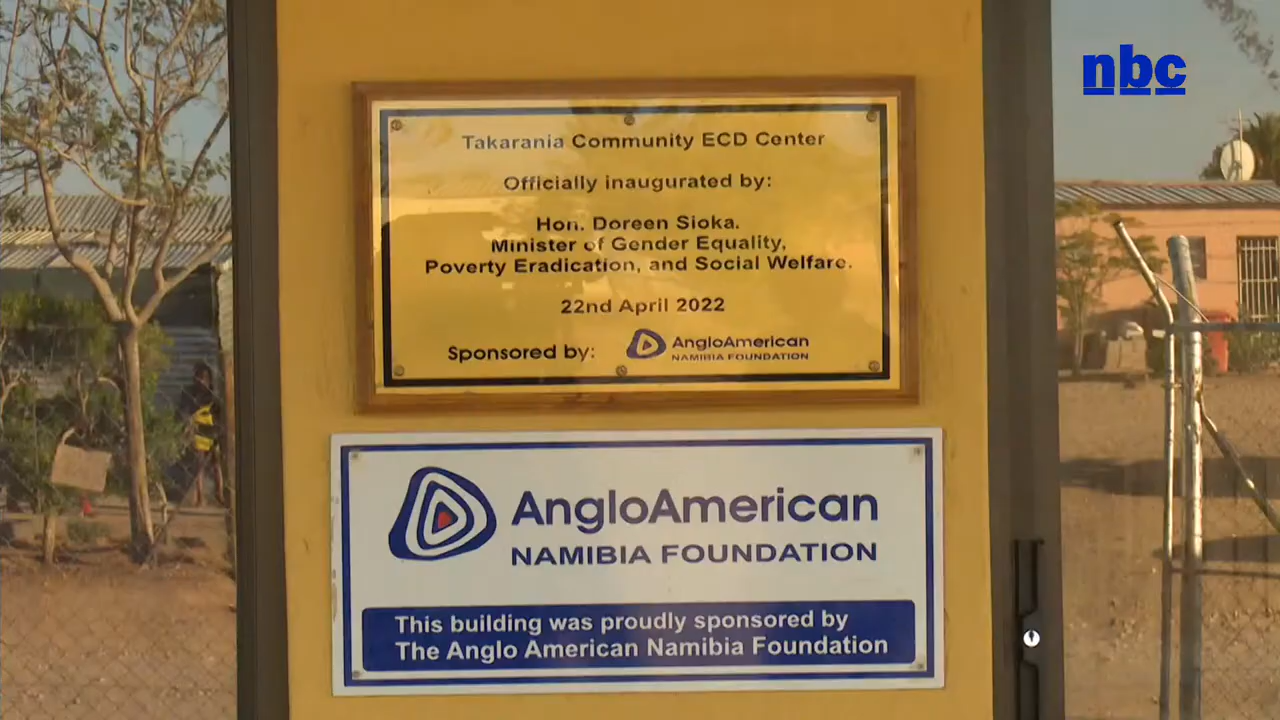 nbc
Takarania Community ECD Center
Officially inaugurated by:
Hon. Doreen Sioka.
Minister of Gender Equality,
Poverty Eradication, and Social Welfare.
22nd April 2022
Sponsored by:
AngloAmerican
NAMIBIA FOUNDATION
AngloAmerican
NAMIBIA FOUNDATION
This building was proudly sponsored by
The Anglo American Namibia Foundation